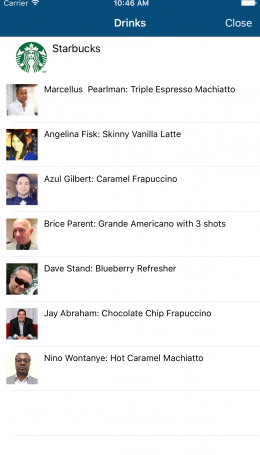 Carrier 10:46 AM
Drinks Close
Starbucks
Marcellus  Pearlman: Triple Espresso Machiatto
Angelina Fisk: Skinny Vanilla Latte
Azul Gilbert: Caramel Frapuccino
Brice Parent: Grande Americano with 3 shots
Dave Stand: Blueberry Refresher
Jay Abraham: Chocolate Chip Frapuccino
Nino Wontanye: Hot Caramel Machiatto